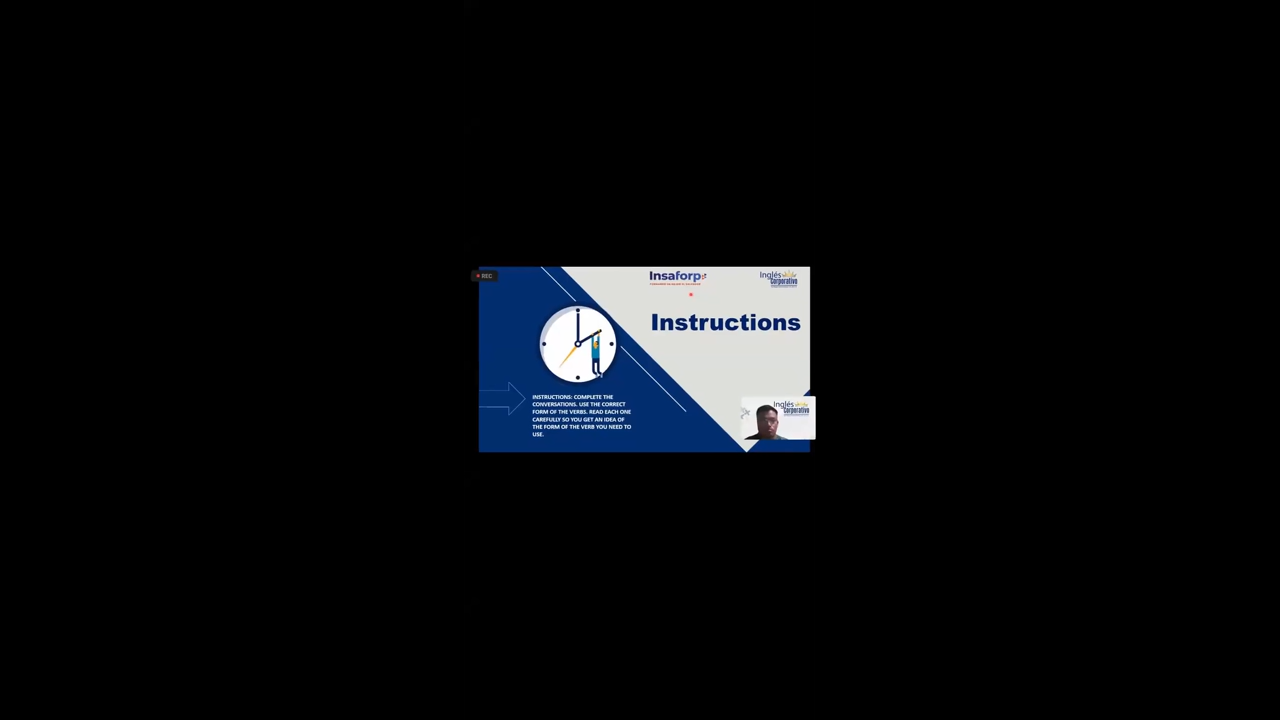 REC
Insaforp
Inglés
Corporativo
Instructions
INSTRUCTIONS: COMPLETE THE
CONVERSATIONS. USE THE CORRECT
FORM OF THE VERBS. READ EACH ONE
CAREFULLY SO YOU GET AN IDEA OF
THE FORM OF THE VERB YOU NEED TO
USE.
Inglés
Corporativo